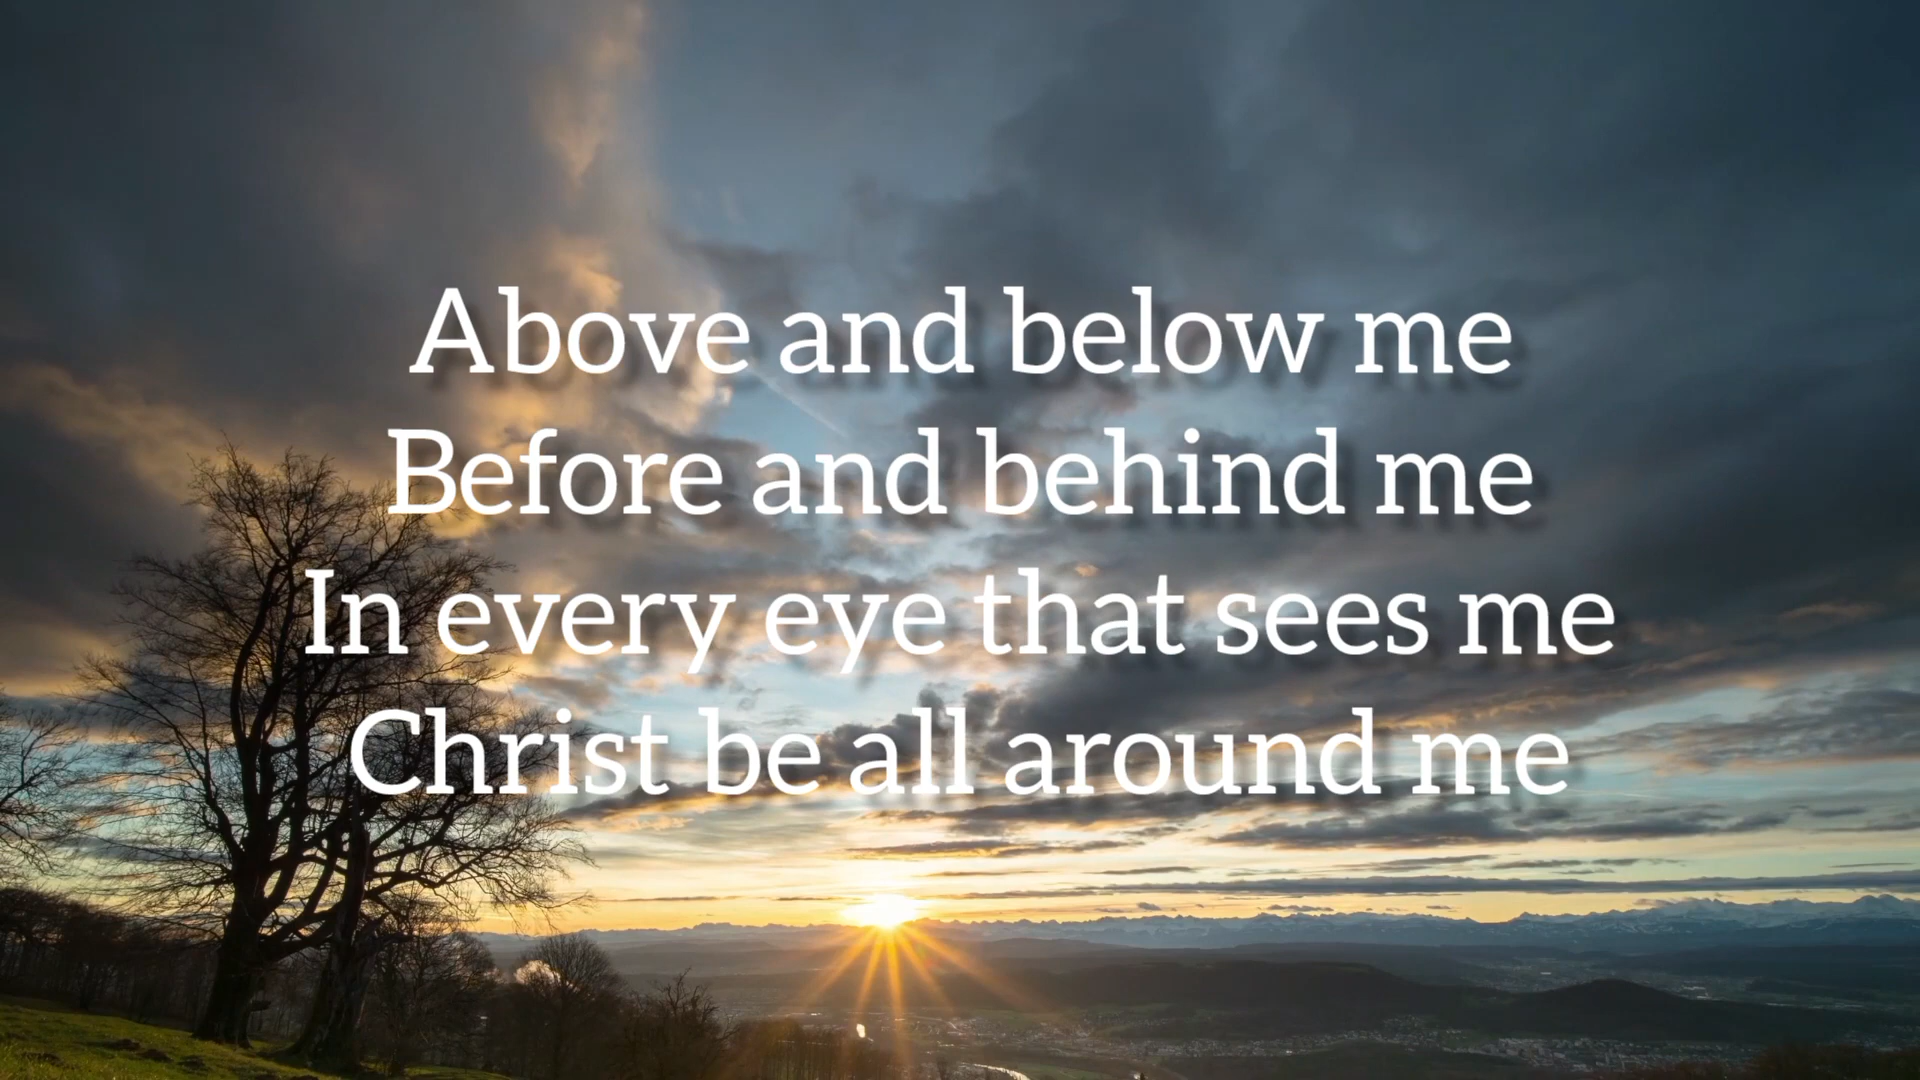 Above and below me
Before and behind me
In every eye that sees me
Christ be all around me